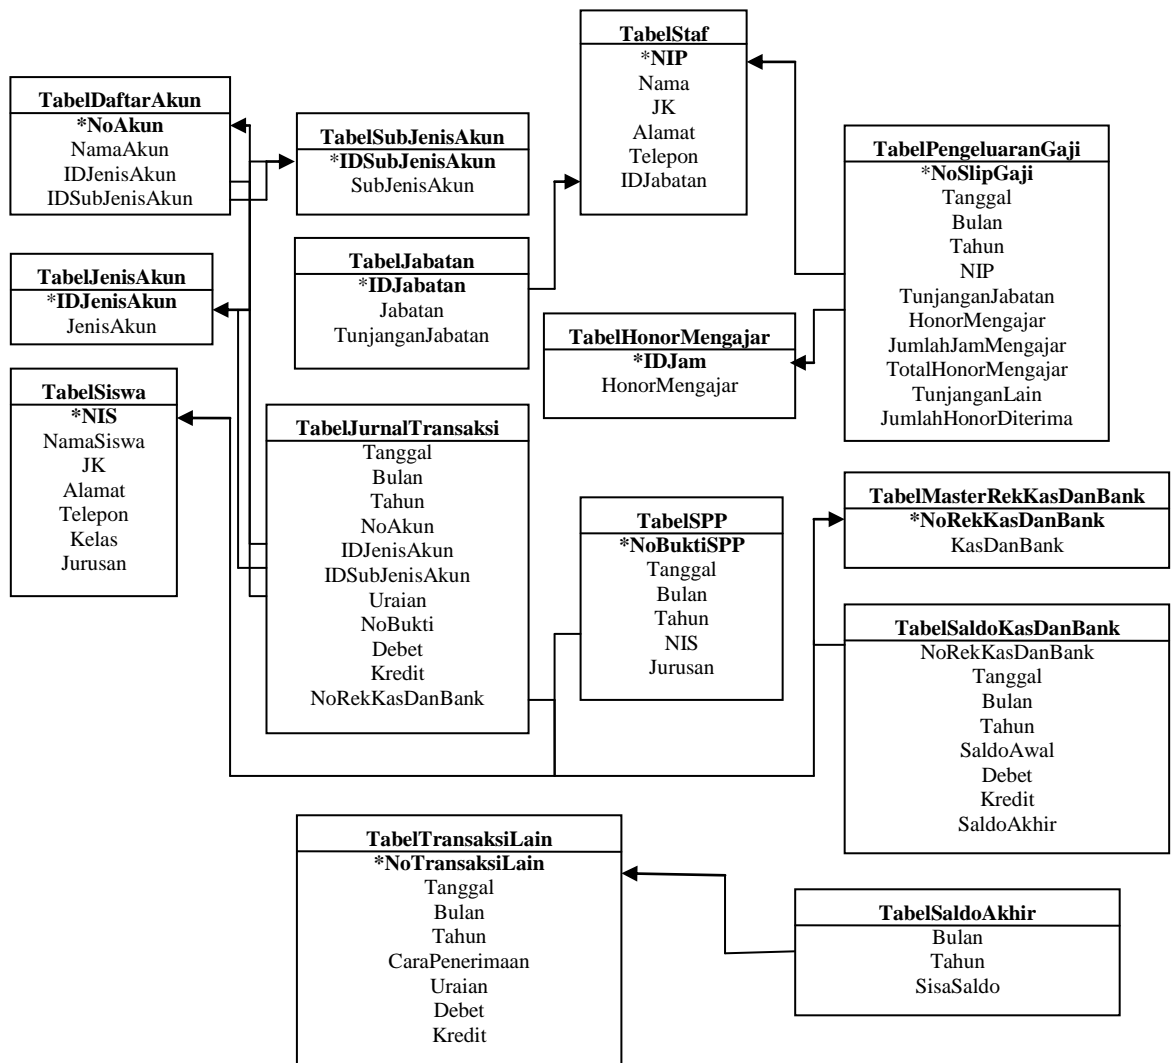 TabelStaf
*NIP
Nama
JK
Alamat
Telepon
IDJabatan
TabelDaftarAkun
*NoAkun
NamaAkun
IDJenisAkun
IDSubJenisAkun
TabelSubJenisAkun
*IDSubJenisAkun
SubJenisAkun
TabelPengeluaranGaji
*NoSlipGaji
Tanggal
Bulan
Tahun
NIP
TunjanganJabatan
HonorMengajar
JumlahJamMengajar
TotalHonorMengajar
TunjanganLain
JumlahHonorDiterima
TabelJenisAkun
*IDJenisAkun
JenisAkun
TabelJabatan
*IDJabatan
Jabatan
TunjanganJabatan
TabelHonorMengajar
*IDJam
HonorMengajar
TabelSiswa
*NIS
NamaSiswa
JK
Alamat
Telepon
Kelas
Jurusan
TabelJurnalTransaksi
Tanggal
Bulan
Tahun
NoAkun
IDJenisAkun
IDSubJenisAkun
Uraian
NoBukti
Debet
Kredit
NoRekKasDanBank
TabelSPP
*NoBuktiSPP
Tanggal
Bulan
Tahun
NIS
Jurusan
TabelMasterRekKasDanBank
*NoRekKasDanBank
KasDanBank
TabelSaldoKasDanBank
NoRekKasDanBank
Tanggal
Bulan
Tahun
SaldoAwal
Debet
Kredit
SaldoAkhir
TabelTransaksiLain
*NoTransaksiLain
Tanggal
Bulan
Tahun
CaraPenerimaan
Uraian
Debet
Kredit
TabelSaldoAkhir
Bulan
Tahun
SisaSaldo